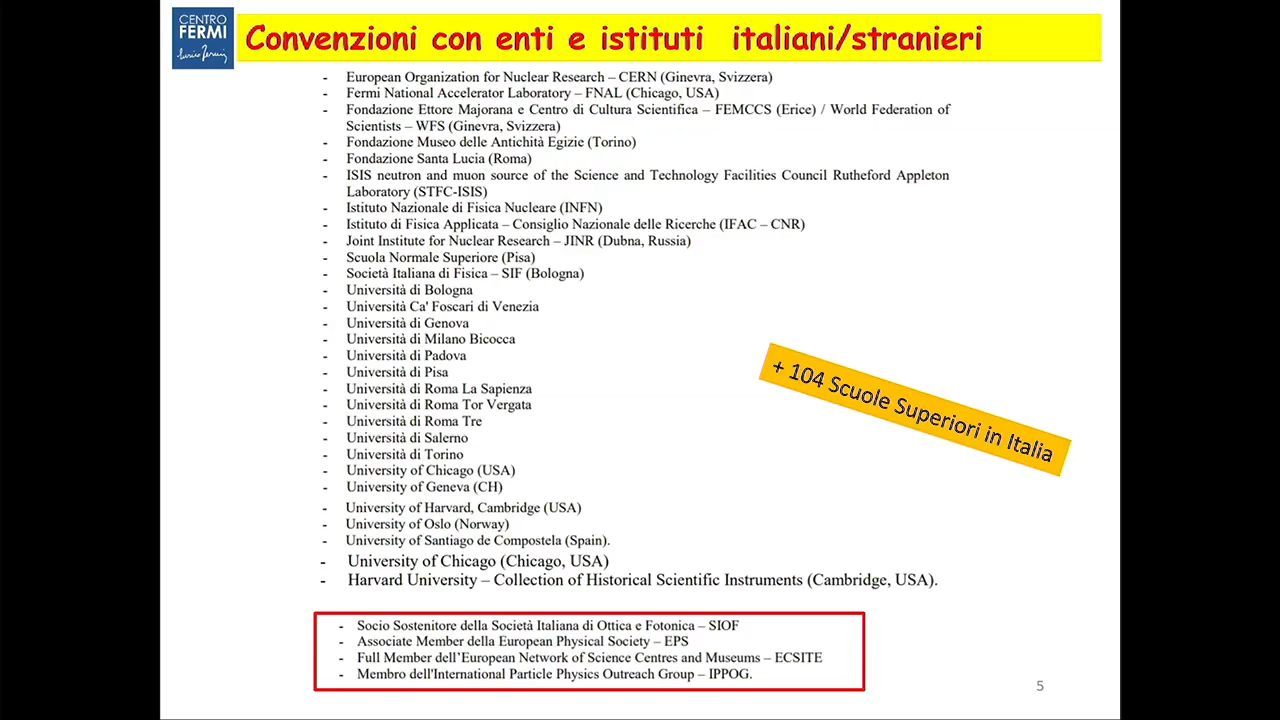 CENTRO
FERMI
Enrico Fermi
Convenzioni con enti e istituti italiani/stranieri
- European Organization for Nuclear Research – CERN (Ginevra, Svizzera)
- Fermi National Accelerator Laboratory – FNAL (Chicago, USA)
- Fondazione Ettore Majorana e Centro di Cultura Scientifica – FEMCCS (Erice) / World Federation of
Scientists – WFS (Ginevra, Svizzera)
- Fondazione Museo delle Antichità Egizie (Torino)
- Fondazione Santa Lucia (Roma)
- ISIS neutron and muon source of the Science and Technology Facilities Council Rutherford Appleton
Laboratory (STFC-ISIS)
- Istituto Nazionale di Fisica Nucleare (INFN)
- Istituto di Fisica Applicata – Consiglio Nazionale delle Ricerche (IFAC – CNR)
- Joint Institute for Nuclear Research – JINR (Dubna, Russia)
- Scuola Normale Superiore (Pisa)
- Società Italiana di Fisica – SIF (Bologna)
- Università di Bologna
- Università Ca' Foscari di Venezia
- Università di Genova
- Università di Milano Bicocca
- Università di Padova
- Università di Pisa
- Università di Roma La Sapienza
- Università di Roma Tor Vergata
- Università di Roma Tre
- Università di Salerno
- Università di Torino
- University of Chicago (USA)
- University of Geneva (CH)
- University of Harvard, Cambridge (USA)
- University of Oslo (Norway)
- University of Santiago de Compostela (Spain).
- University of Chicago (Chicago, USA)
- Harvard University – Collection of Historical Scientific Instruments (Cambridge, USA).
+ 104 Scuole Superiori in Italia
- Socio Sostenitore della Società Italiana di Ottica e Fotonica – SIOF
- Associate Member della European Physical Society – EPS
- Full Member dell’European Network of Science Centres and Museums – ECSITE
- Membro dell'International Particle Physics Outreach Group – IPPOG.
5